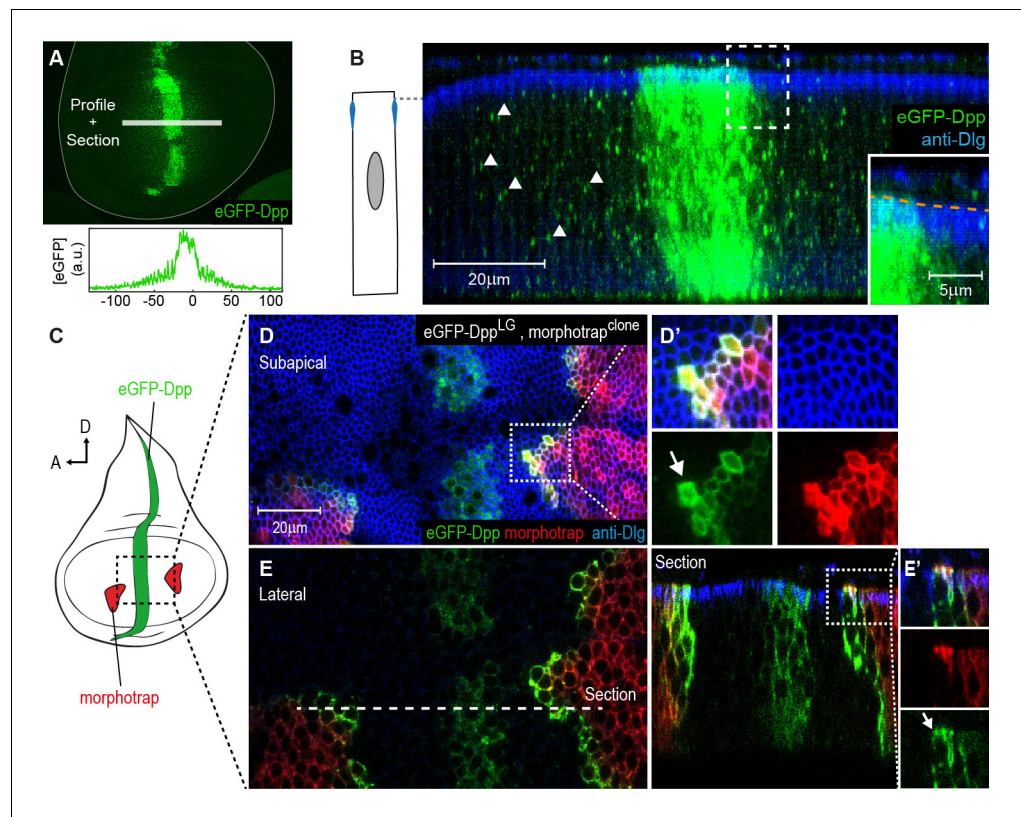 A
Profile
+
Section
eGFP-Dpp
[eGFP]
(a.u.)
-100 -50 0 50 100
B
eGFP-Dpp
anti-Dlg
20μm
5μm
C
eGFP-Dpp
D
A
morphotrap
D
eGFP-Dpp^LG , morphotrap^clone
Subapical
20μm
eGFP-Dpp morphotrap anti-Dlg
D'
E
Lateral
Section
Section
E'